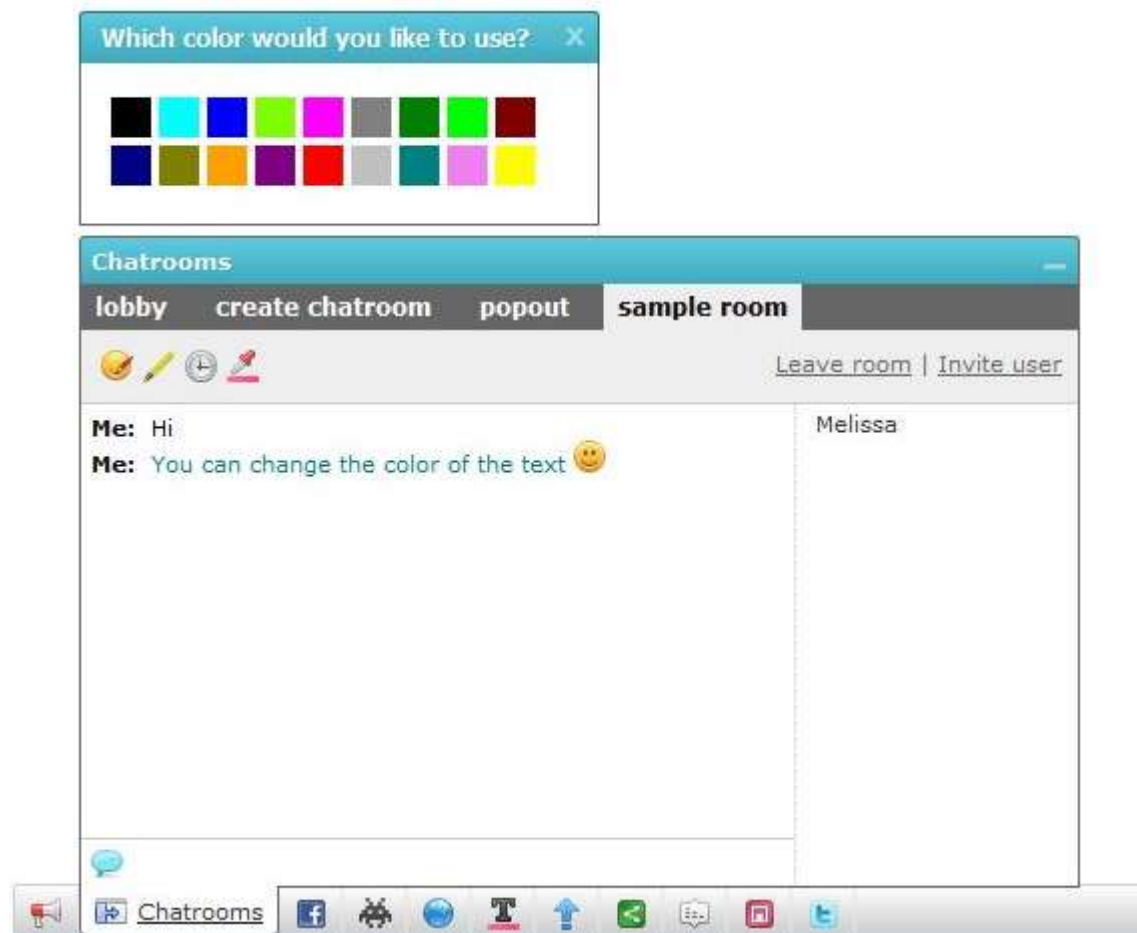 Which color would you like to use? X
Chatrooms
lobby create chatroom popout sample room
Leave room | Invite user
Me: Hi Melissa
Me: You can change the color of the text
Chatrooms